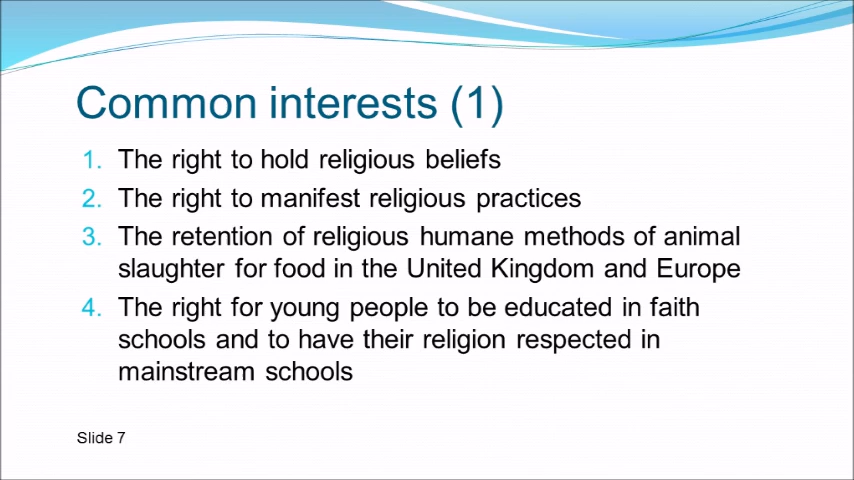 Common interests (1)
1. The right to hold religious beliefs
2. The right to manifest religious practices
3. The retention of religious humane methods of animal
slaughter for food in the United Kingdom and Europe
4. The right for young people to be educated in faith
schools and to have their religion respected in
mainstream schools
Slide 7